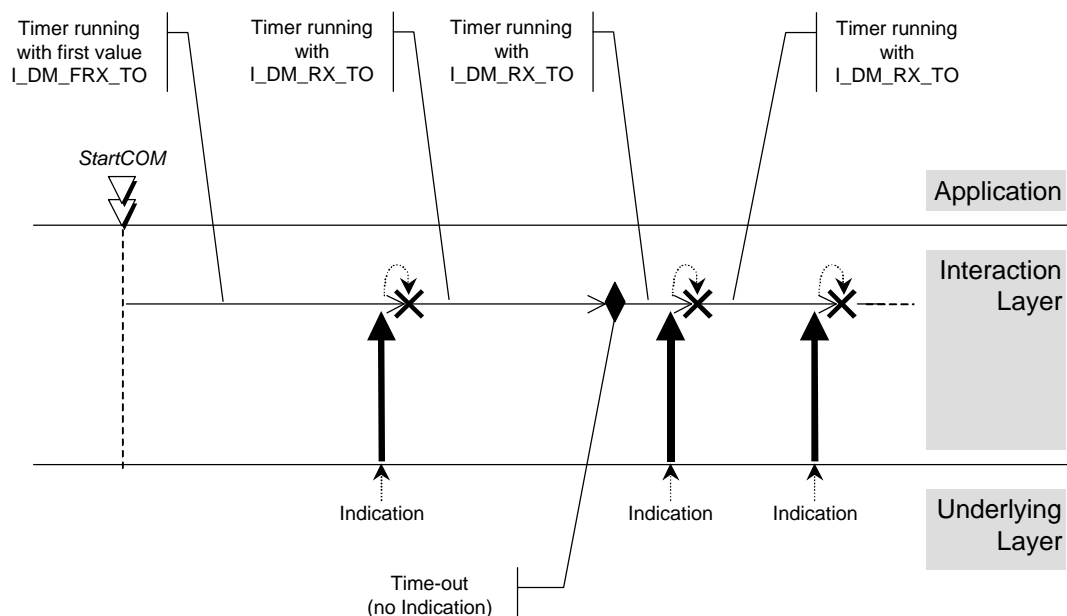 Timer running
with first value
I_DM_FRX_TO
Timer running
with
I_DM_RX_TO
Timer running
with
I_DM_RX_TO
Timer running
with
I_DM_RX_TO
StartCOM
Application
Interaction
Layer
Indication
Indication
Indication
Underlying
Layer
Time-out
(no Indication)